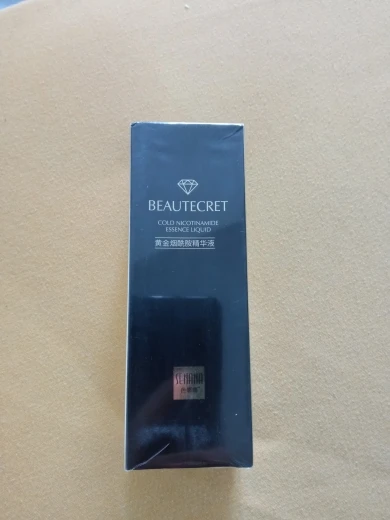 BEAUTECRET
GOLD NICOTINAMIDE
ESSENCE LIQUID
黄金烟酰胺精华液